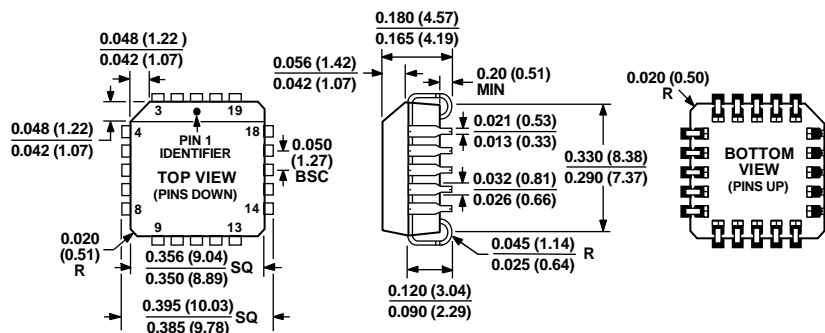 0.048 (1.22 )
0.042 (1.07)
0.048 (1.22)
0.042 (1.07)
3
19
4
18
PIN 1
IDENTIFIER
TOP VIEW
(PINS DOWN)
0.050
(1.27)
BSC
8
14
9
13
0.020
(0.51)
R
0.356 (9.04)
0.350 (8.89)
SQ
0.395 (10.03)
0.385 (9.78)
SQ
0.180 (4.57)
0.165 (4.19)
0.056 (1.42)
0.042 (1.07)
0.20 (0.51)
MIN
0.021 (0.53)
0.013 (0.33)
0.032 (0.81)
0.026 (0.66)
0.330 (8.38)
0.290 (7.37)
0.045 (1.14)
0.025 (0.64)
R
0.120 (3.04)
0.090 (2.29)
0.020 (0.50)
R
BOTTOM
VIEW
(PINS UP)